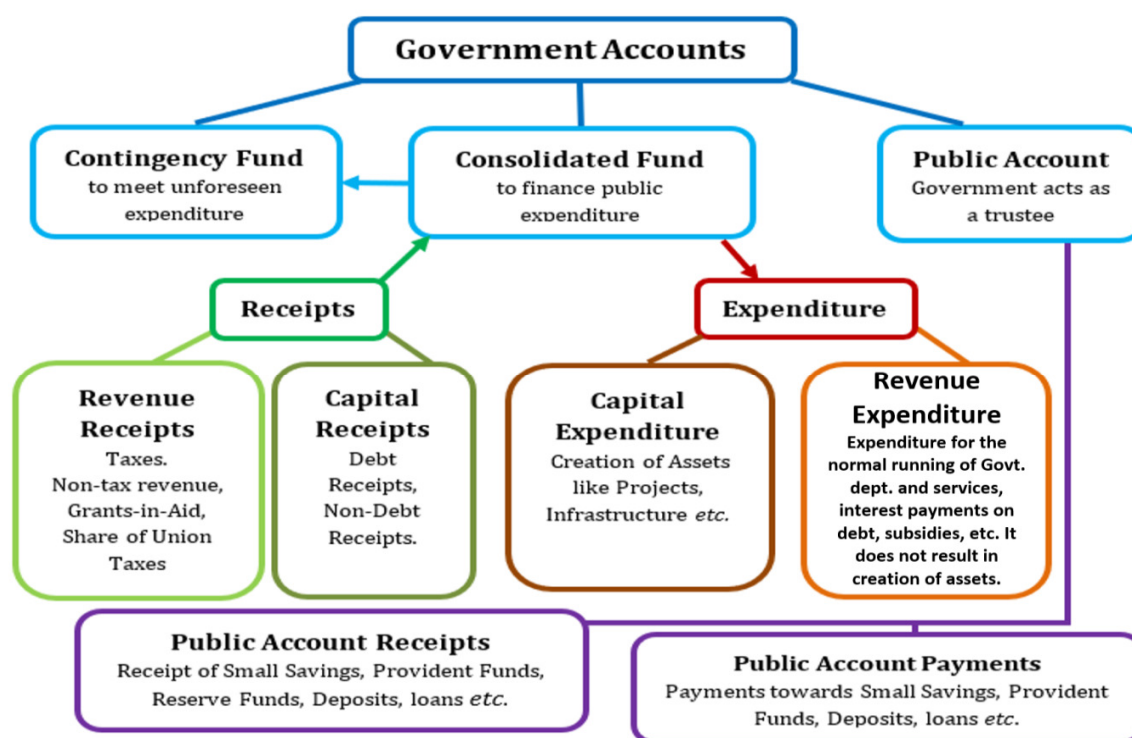 Government Accounts
Contingency Fund
to meet unforeseen
expenditure
Consolidated Fund
to finance public
expenditure
Public Account
Government acts as
a trustee
Receipts
Expenditure
Revenue
Receipts
Taxes.
Non-tax revenue,
Grants-in-Aid,
Share of Union
Taxes
Capital
Receipts
Debt
Receipts,
Non-Debt
Receipts.
Capital
Expenditure
Creation of Assets
like Projects,
Infrastructure etc.
Revenue
Expenditure
Expenditure for the
normal running of Govt.
dept. and services,
interest payments on
debt, subsidies, etc. It
does not result in
creation of assets.
Public Account Receipts
Receipt of Small Savings, Provident Funds,
Reserve Funds, Deposits, loans etc.
Public Account Payments
Payments towards Small Savings, Provident
Funds, Deposits, loans etc.